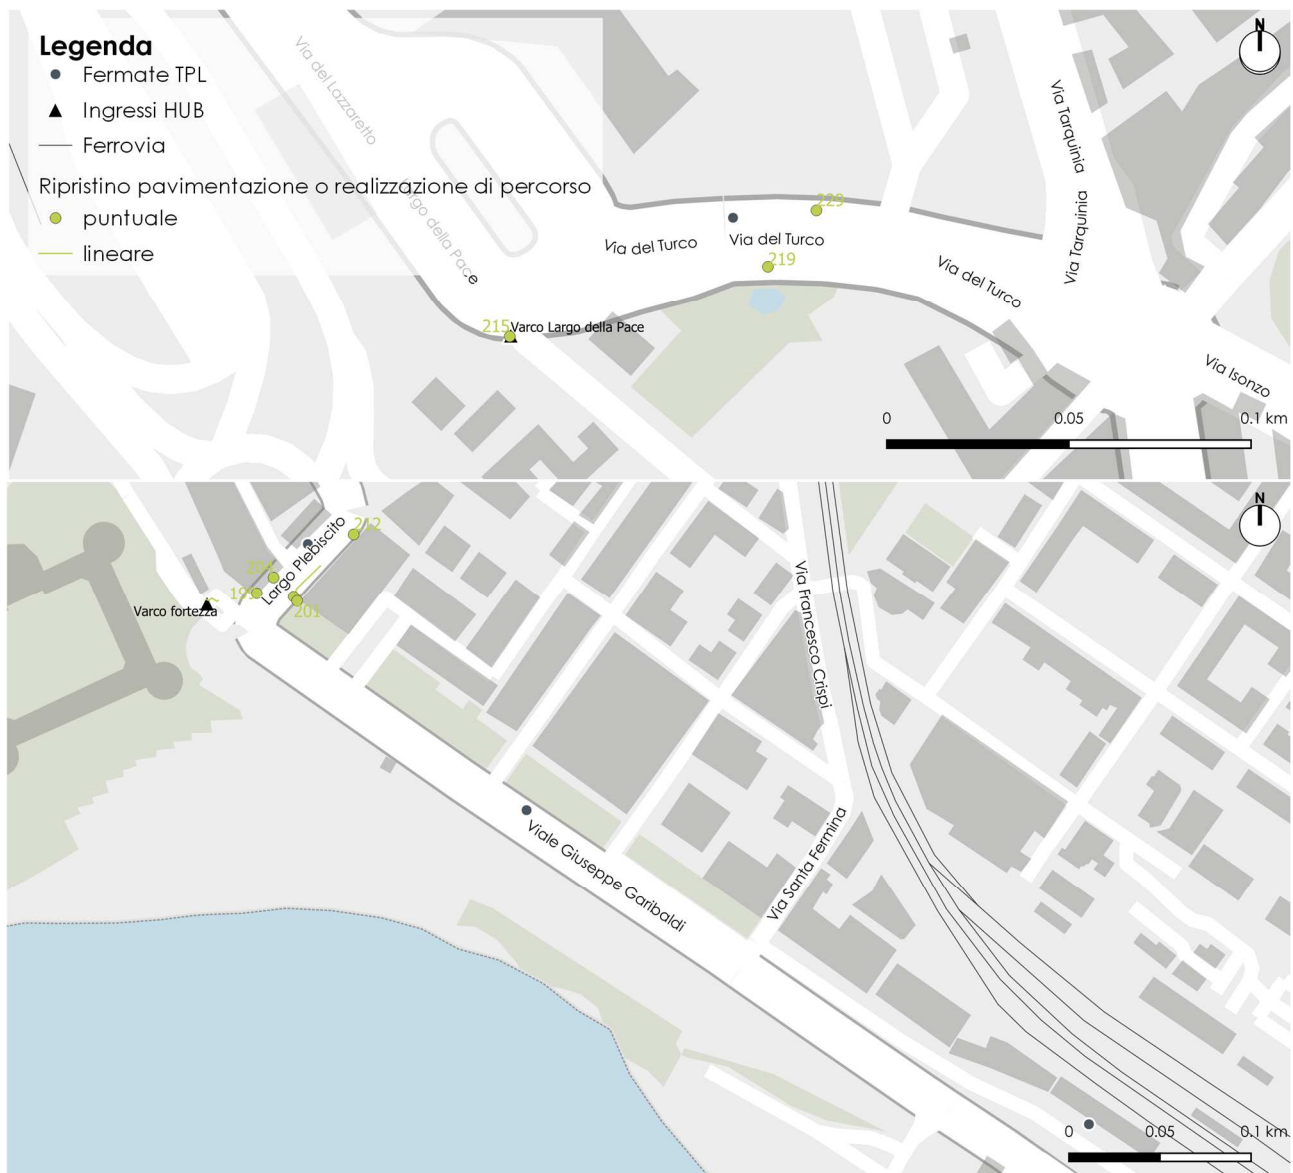 Legenda
Fermate TPL
Ingressi HUB
Ferrovia
Ripristino pavimentazione o realizzazione di percorso
puntuale
lineare
Via del Lazzaretto
Largo della Pace
Via del Turco
Via del Turco
Via del Turco
Via Tarquinia
Via Tarquinia
Via Isonzo
229
219
215
Varco Largo della Pace
N
0 0.05 0.1 km
N
212
Largo Plebiscito
201
Varco fortezza
Via Francesco Crispi
Via Santa Fermina
Viale Giuseppe Garibaldi
0 0.05 0.1 km